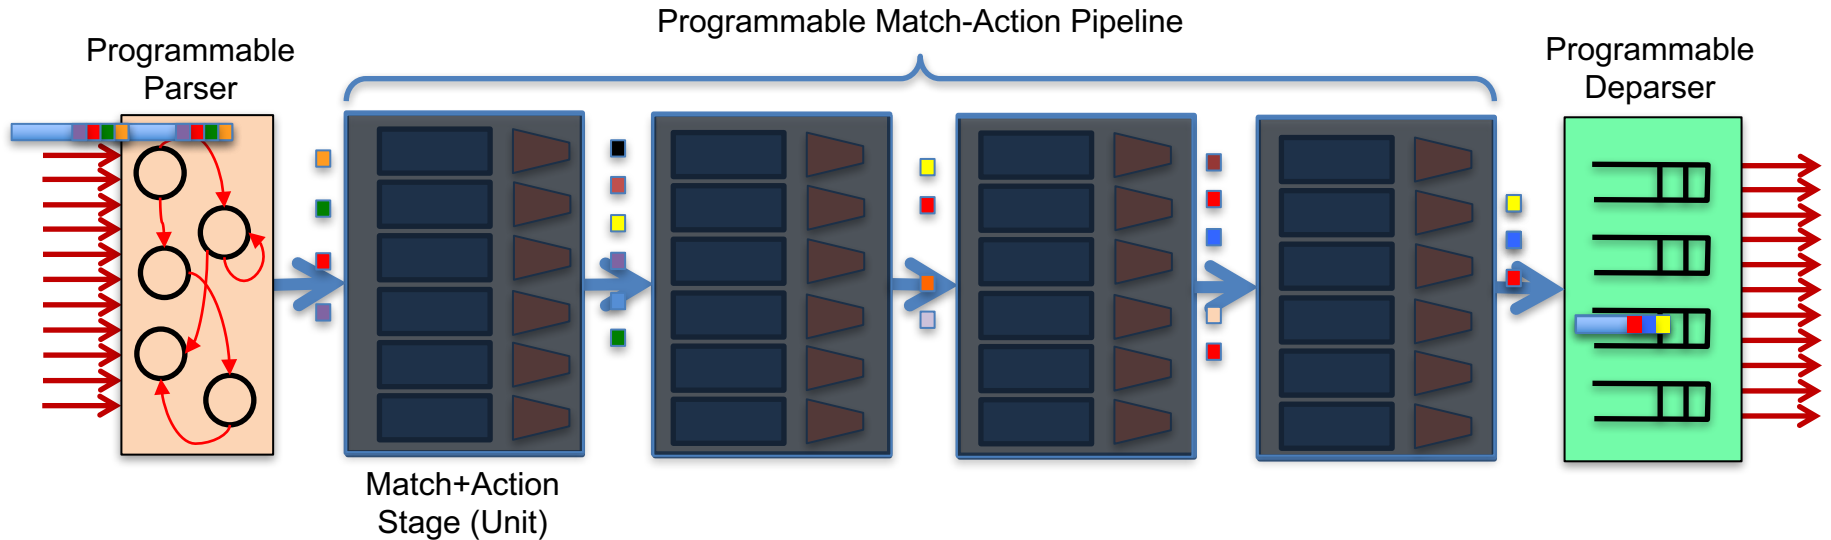 Programmable Match-Action Pipeline
Programmable
Parser
Programmable
Deparser
Match+Action
Stage (Unit)